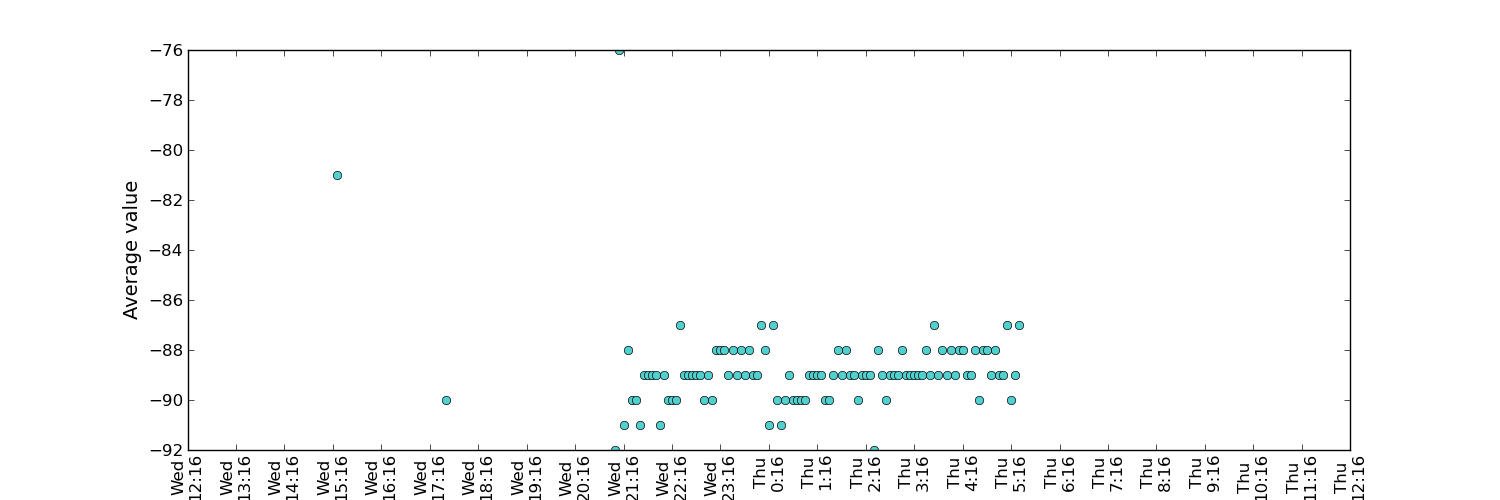 −76
−78
−80
−82
−84
−86
−88
−90
−92
Average value
Wed
12:16
Wed
13:16
Wed
14:16
Wed
15:16
Wed
16:16
Wed
17:16
Wed
18:16
Wed
19:16
Wed
20:16
Wed
21:16
Wed
22:16
Wed
23:16
Thu
0:16
Thu
1:16
Thu
2:16
Thu
3:16
Thu
4:16
Thu
5:16
Thu
6:16
Thu
7:16
Thu
8:16
Thu
9:16
Thu
10:16
Thu
11:16
Thu
12:16